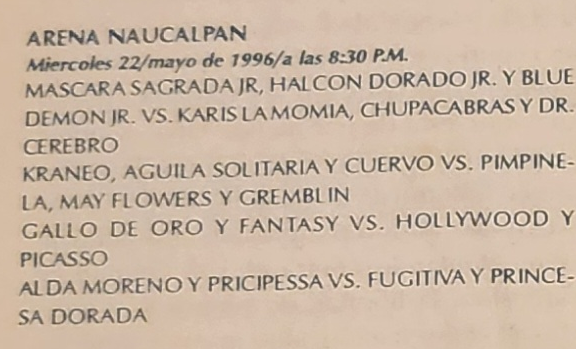 ARENA NAUCALPAN
Miercoles 22/mayo de 1996/a las 8:30 P.M.
MASCARA SAGRADA JR, HALCON DORADO JR. Y BLUE
DEMON JR. VS. KARIS LA MOMIA, CHUPACABRAS Y DR.
CEREBRO
KRANEO, AGUILA SOLITARIA Y CUERVO VS. PIMPINE-
LA, MAY FLOWERS Y GREMBLIN
GALLO DE ORO Y FANTASY VS. HOLLYWOOD Y
PICASSO
ALDA MORENO Y PRICIPESSA VS. FUGITIVA Y PRINCE-
SA DORADA